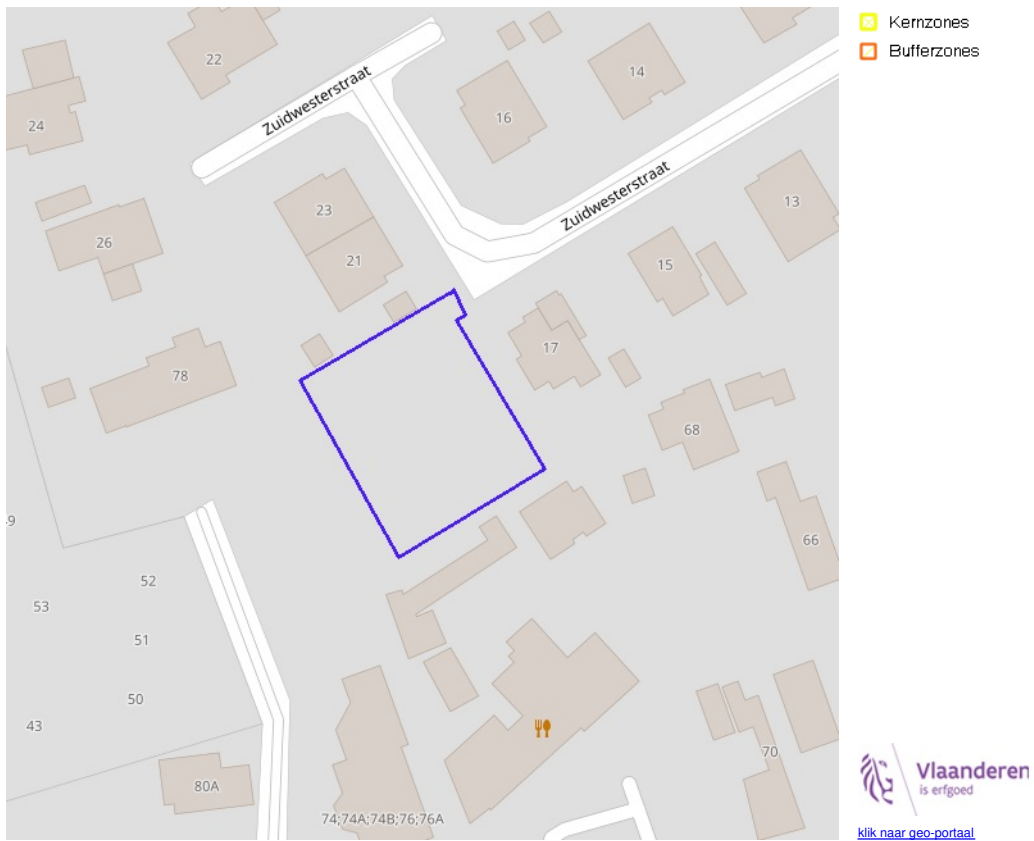 Kernzones
Bufferzones
22
Zuidwesterstraat
14
16
24
23
Zuidwesterstraat
13
26
21
15
17
78
68
9
66
52
53
51
50
43
70
80A
74;74A;74B;76;76A
Vlaanderen
is erfgoed
klik naar geo-portaal